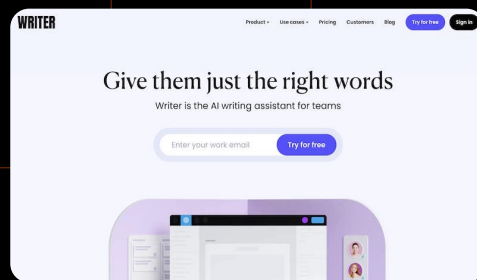 WRITER
Product Use cases Pricing Customers Blog Try for free Sign in
Give them just the right words
Writer is the AI writing assistant for teams
Enter your work email Try for free